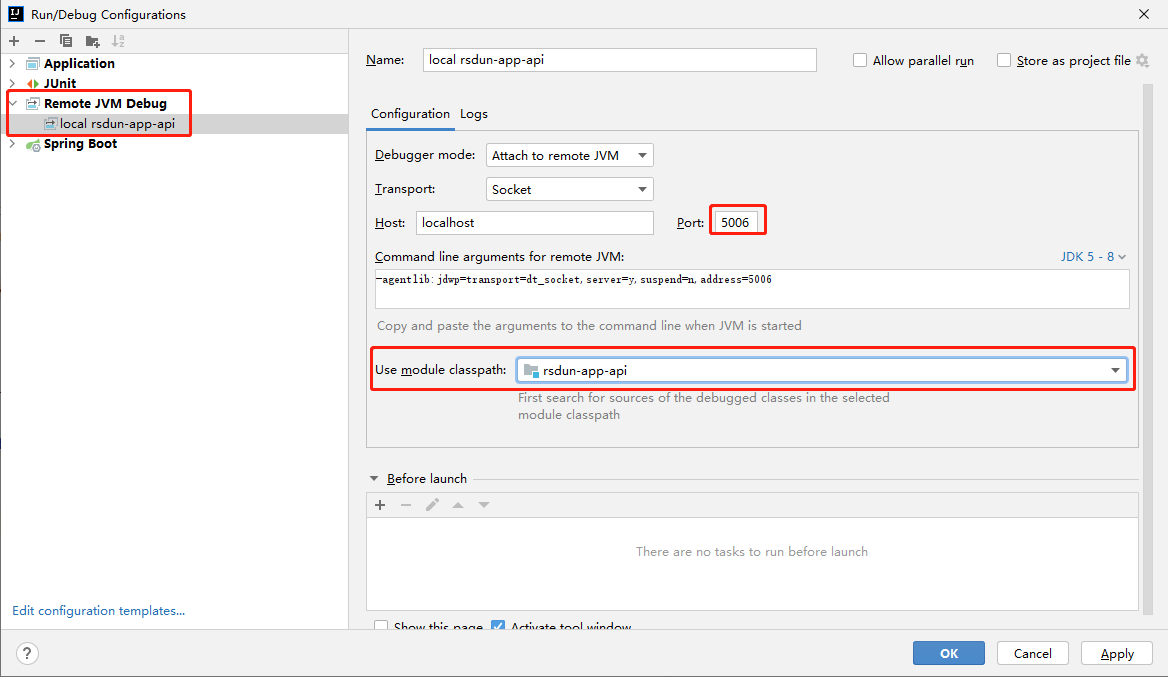 Run/Debug Configurations
Application
JUnit
Remote JVM Debug
local rsdun-app-api
Spring Boot
Edit configuration templates...
Name: local rsdun-app-api Allow parallel run Store as project file
Configuration Logs
Debugger mode: Attach to remote JVM
Transport: Socket
Host: localhost Port: 5006
Command line arguments for remote JVM: JDK 5 - 8
-agentlib:jdwp=transport=dt_socket,server=y,suspend=n,address=5006
Copy and paste the arguments to the command line when JVM is started
Use module classpath: rsdun-app-api
First search for sources of the debugged classes in the selected
module classpath
Before launch
There are no tasks to run before launch
Show this page Activate tool window
? OK Cancel Apply